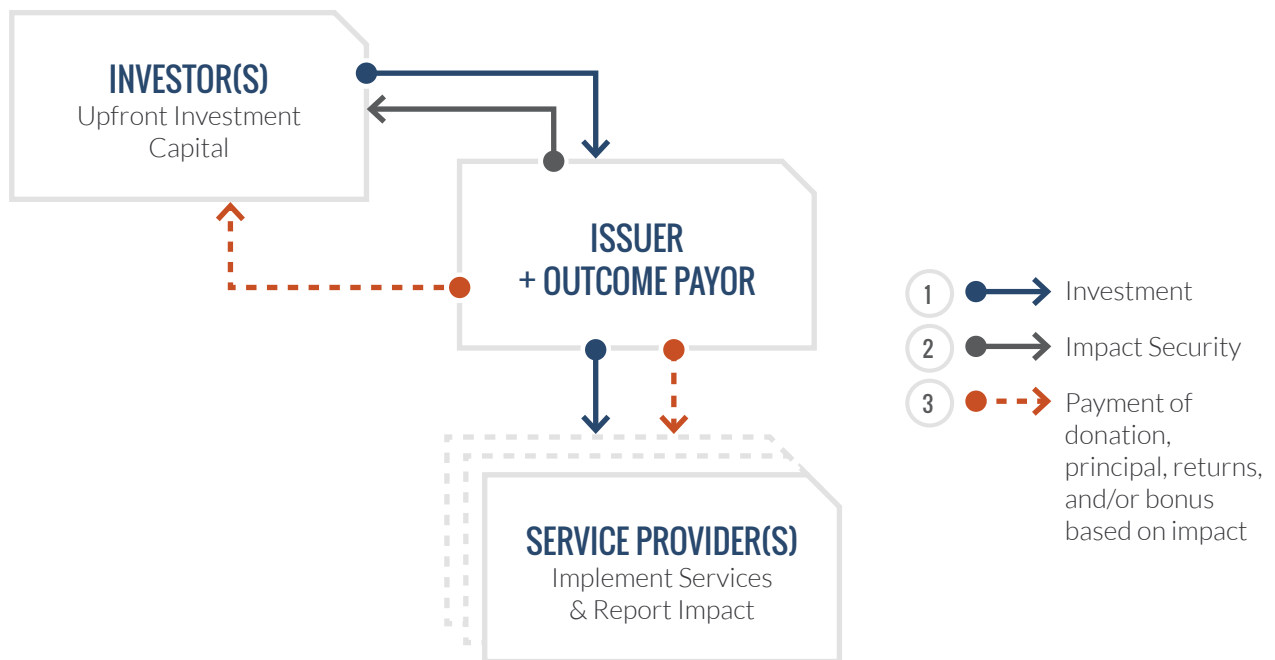 INVESTOR(S)
Upfront Investment
Capital
ISSUER
+ OUTCOME PAYOR
SERVICE PROVIDER(S)
Implement Services
& Report Impact
1 Investment
2 Impact Security
3 Payment of
donation,
principal, returns,
and/or bonus
based on impact